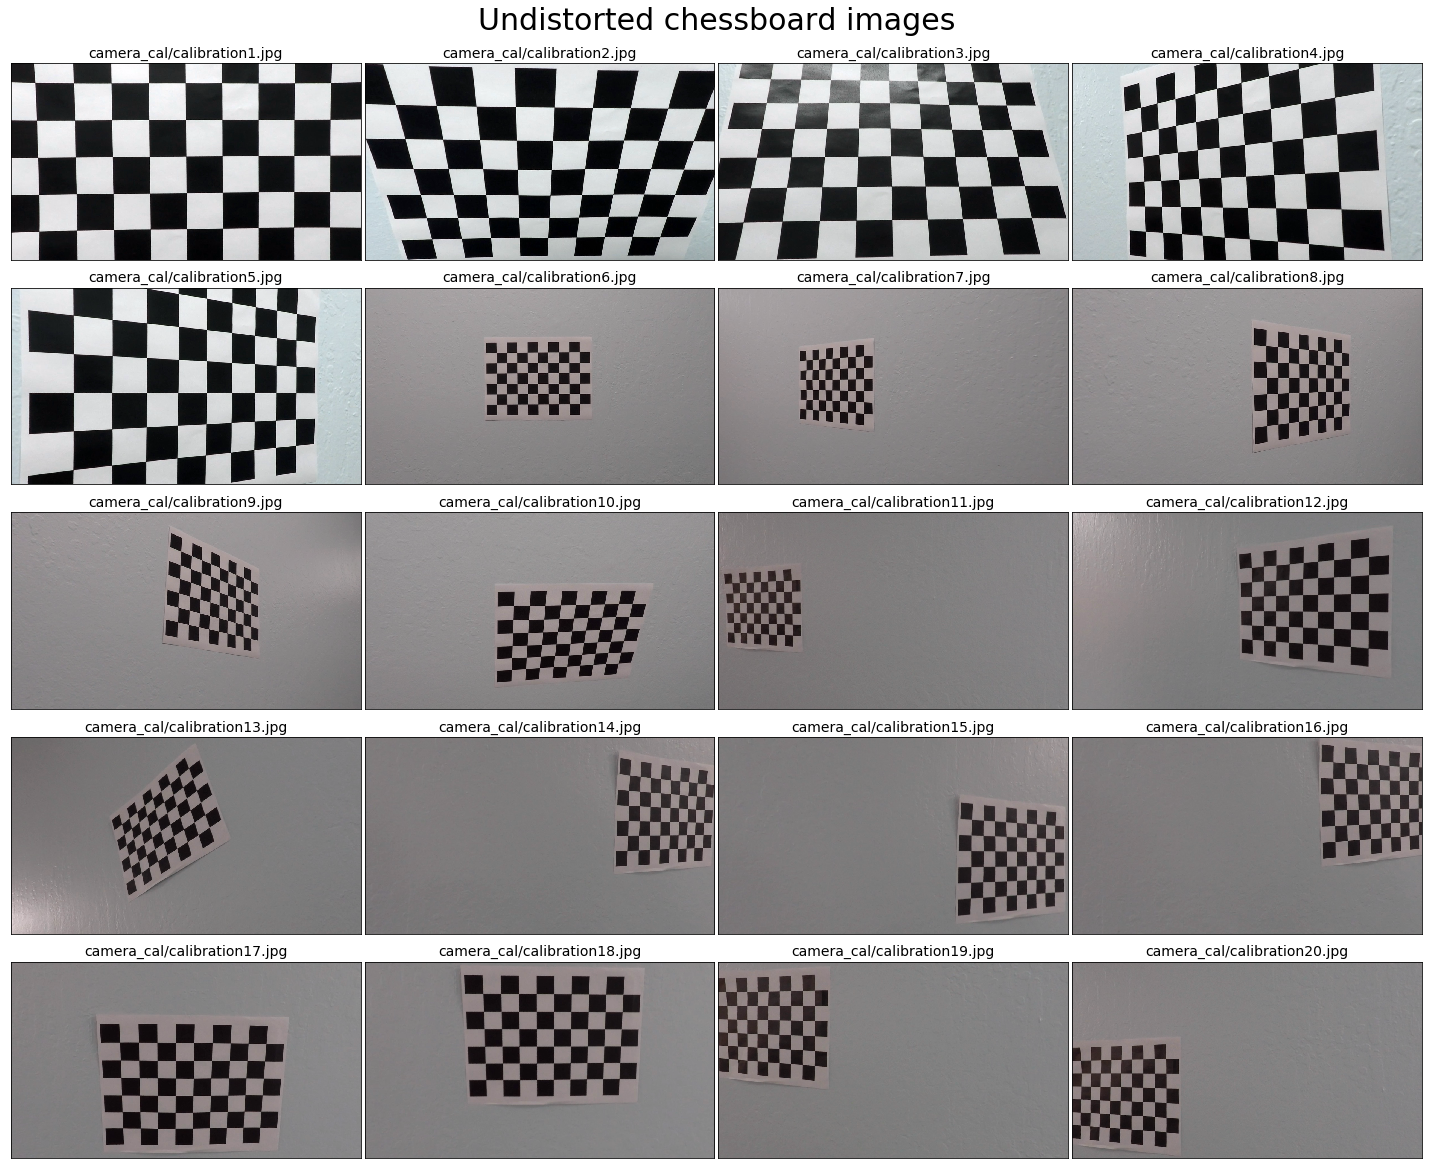 Undistorted chessboard images
camera_cal/calibration1.jpg
camera_cal/calibration2.jpg
camera_cal/calibration3.jpg
camera_cal/calibration4.jpg
camera_cal/calibration5.jpg
camera_cal/calibration6.jpg
camera_cal/calibration7.jpg
camera_cal/calibration8.jpg
camera_cal/calibration9.jpg
camera_cal/calibration10.jpg
camera_cal/calibration11.jpg
camera_cal/calibration12.jpg
camera_cal/calibration13.jpg
camera_cal/calibration14.jpg
camera_cal/calibration15.jpg
camera_cal/calibration16.jpg
camera_cal/calibration17.jpg
camera_cal/calibration18.jpg
camera_cal/calibration19.jpg
camera_cal/calibration20.jpg